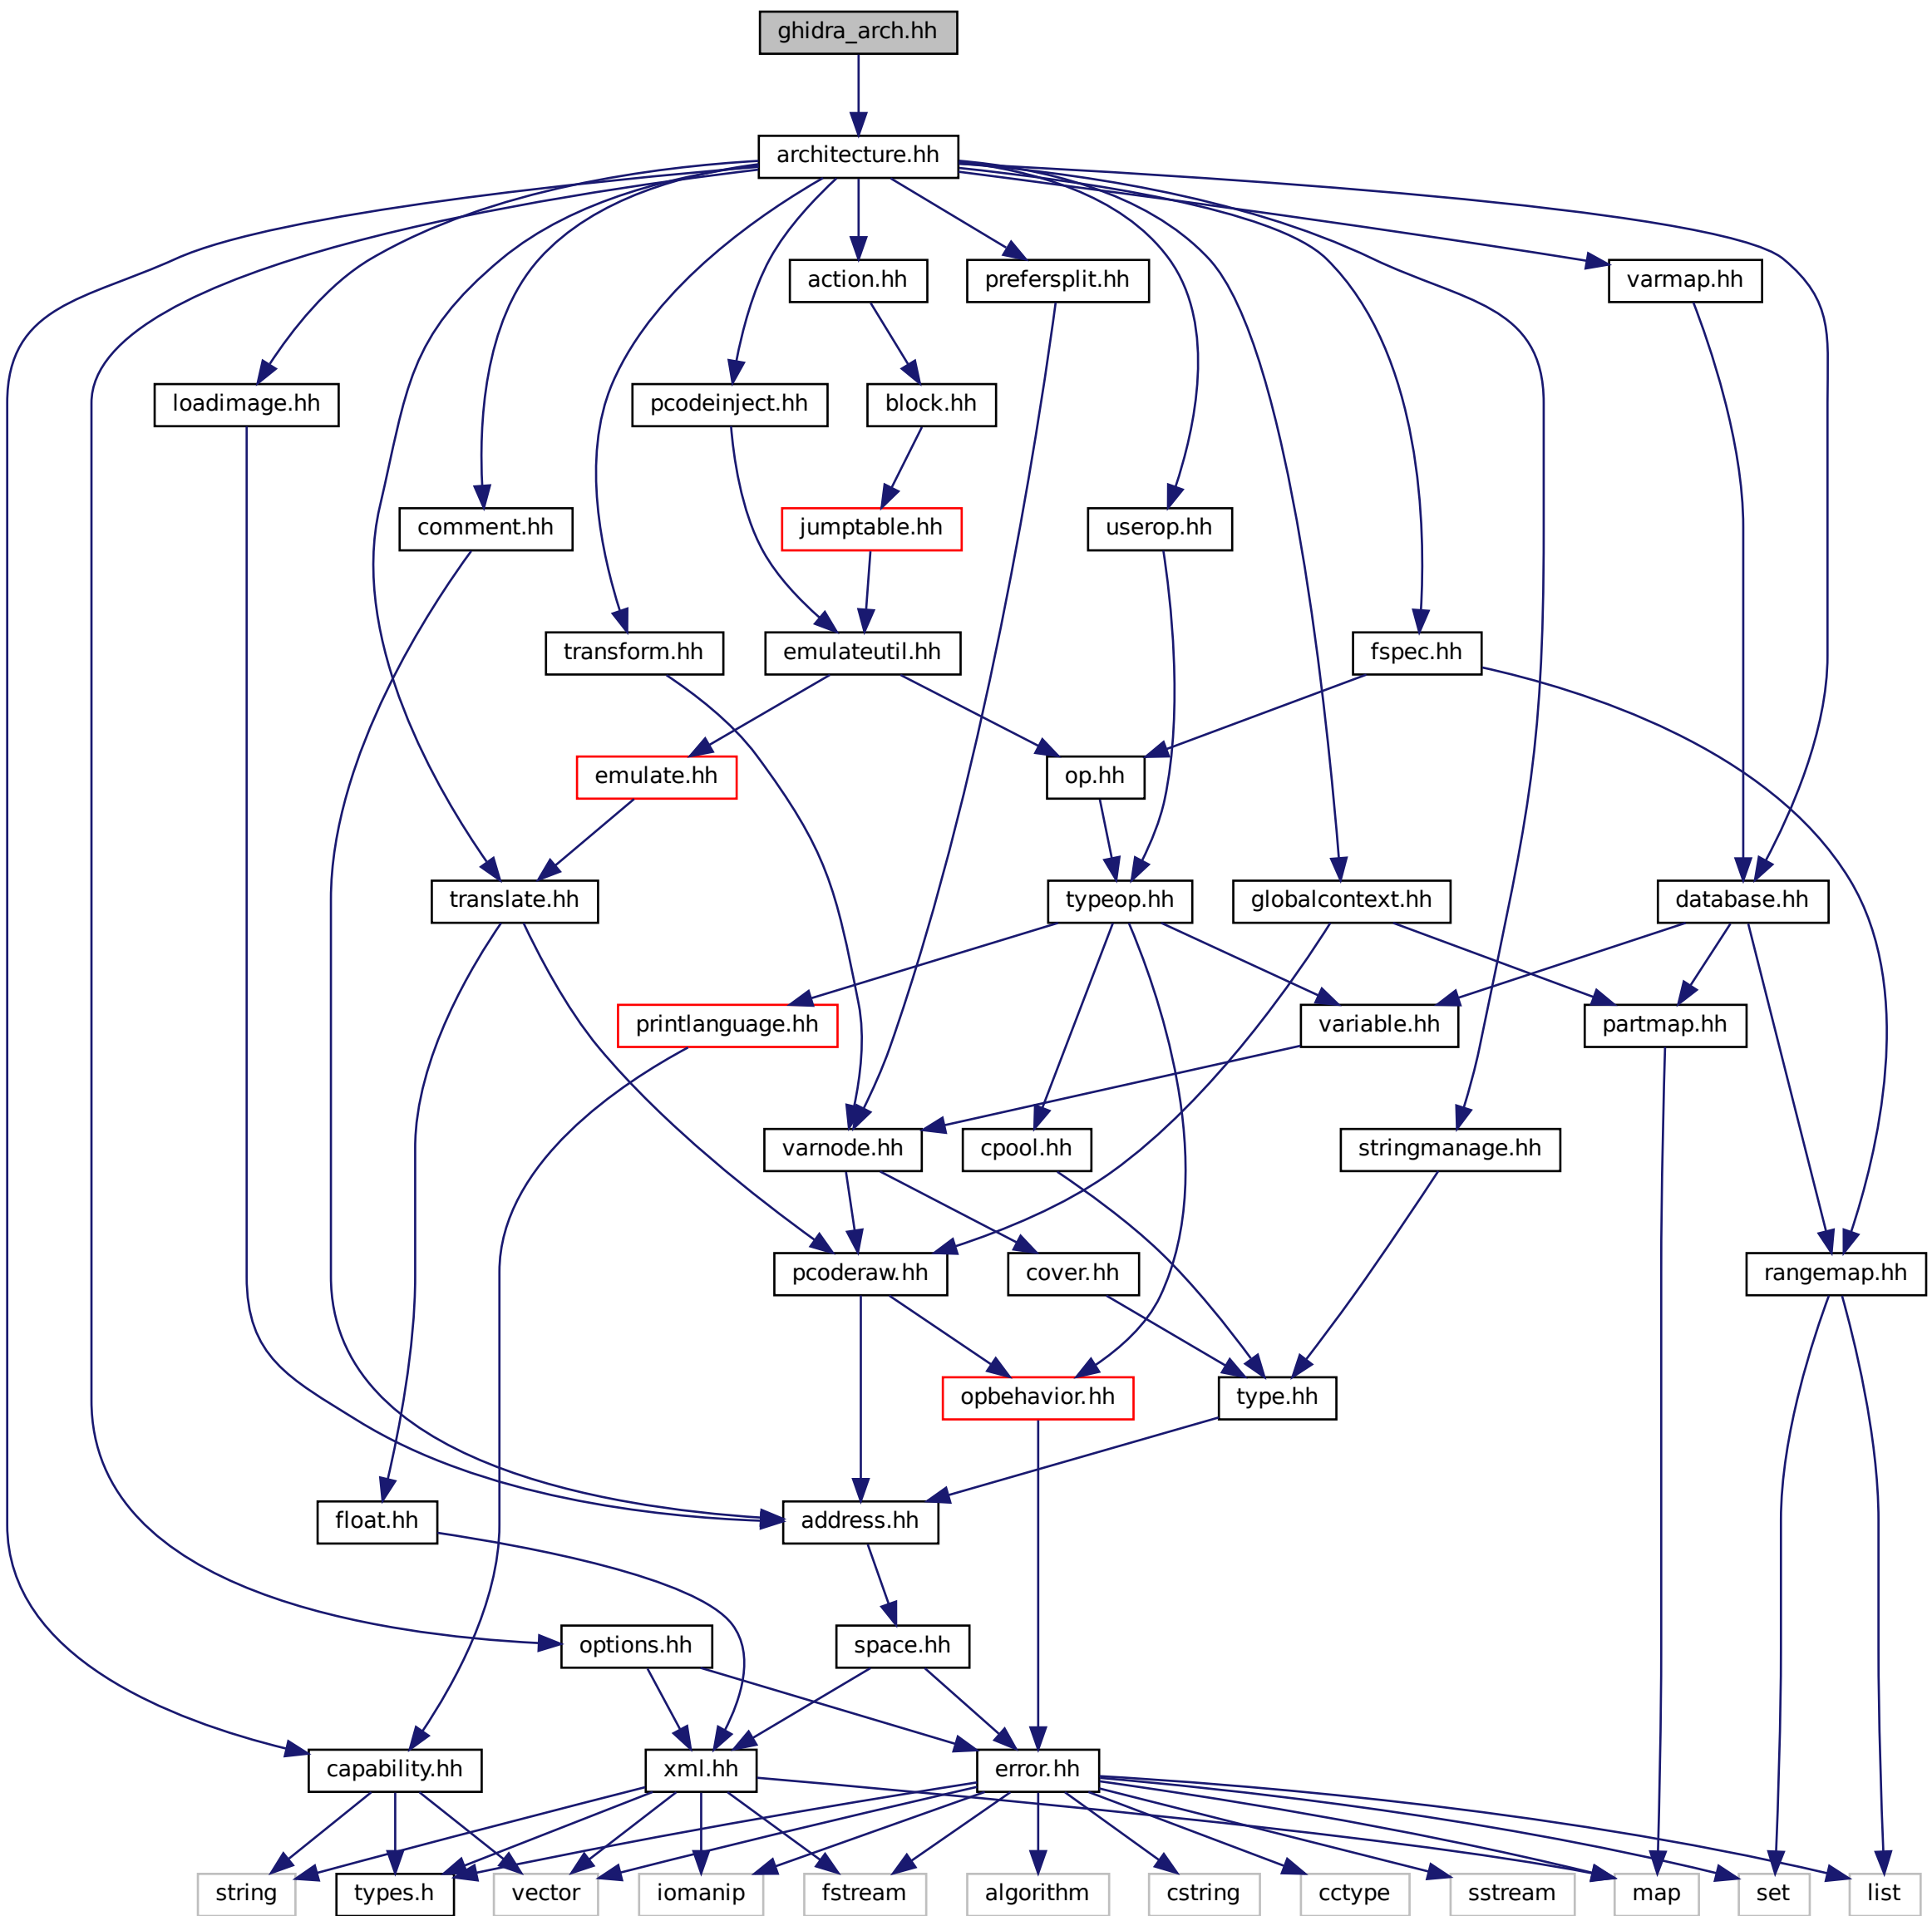 ghidra_arch.hh
architecture.hh
action.hh
prefersplit.hh
varmap.hh
loadimage.hh
pcodeinject.hh
block.hh
comment.hh
jumptable.hh
userop.hh
transform.hh
emulateutil.hh
fspec.hh
emulate.hh
op.hh
translate.hh
typeop.hh
globalcontext.hh
database.hh
printlanguage.hh
variable.hh
partmap.hh
varnode.hh
cpool.hh
stringmanage.hh
pcoderaw.hh
cover.hh
rangemap.hh
opbehavior.hh
type.hh
float.hh
address.hh
options.hh
space.hh
capability.hh
xml.hh
error.hh
string
types.h
vector
iomanip
fstream
algorithm
cstring
cctype
sstream
map
set
list